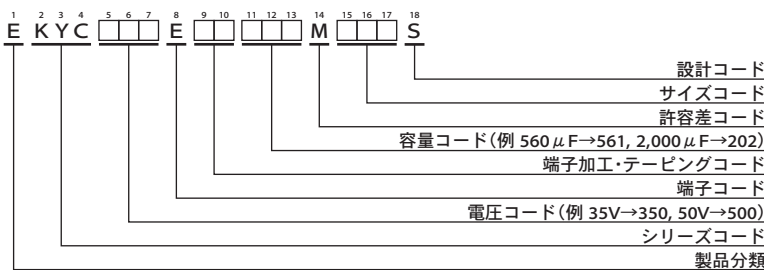 1 2 3 4 5 6 7 8 9 10 11 12 13 14 15 16 17 18
E K Y C □□□ E □□ □□□ M □□□ S
設計コード
サイズコード
許容差コード
容量コード(例 560μF→561, 2,000μF→202)
端子加工・テーピングコード
端子コード
電圧コード(例 35V→350, 50V→500)
シリーズコード
製品分類